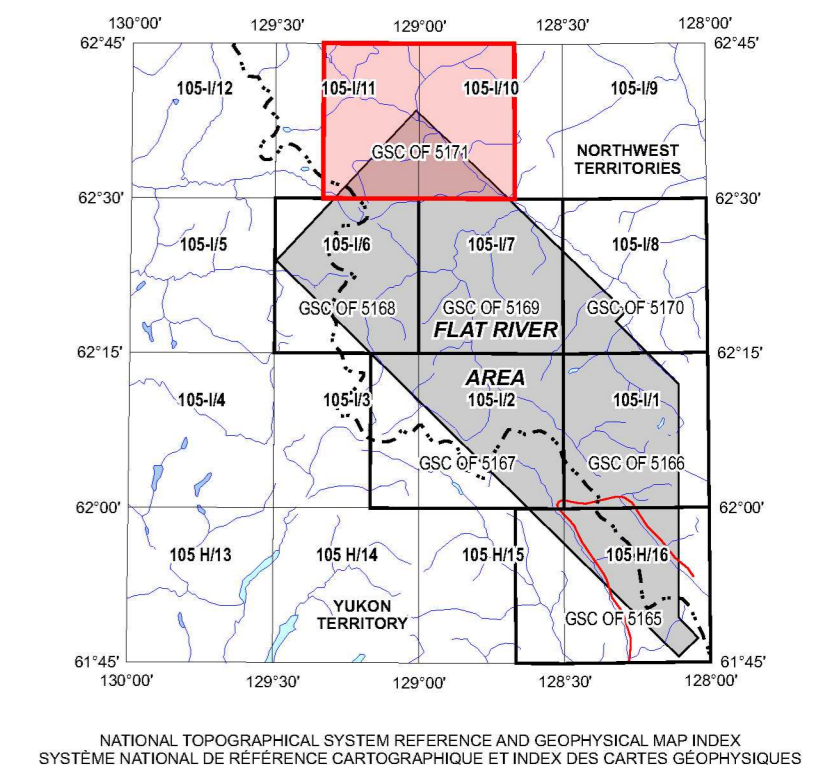 130°00' 129°30' 129°00' 128°30' 128°00'
62°45' 62°45'
105-I/12 105-I/11 105-I/10 105-I/9
GSC OF 5171
NORTHWEST
TERRITORIES
62°30' 62°30'
105-I/5 105-I/6 105-I/7 105-I/8
GSC OF 5168 GSC OF 5169 GSC OF 5170
FLAT RIVER
62°15' 62°15'
AREA
105-I/4 105-I/3 105-I/2 105-I/1
GSC OF 5167 GSC OF 5166
62°00' 62°00'
105 H/13 105 H/14 105 H/15 105 H/16
YUKON
TERRITORY
GSC OF 5165
61°45' 61°45'
130°00' 129°30' 129°00' 128°30' 128°00'
NATIONAL TOPOGRAPHICAL SYSTEM REFERENCE AND GEOPHYSICAL MAP INDEX
SYSTÈME NATIONAL DE RÉFÉRENCE CARTOGRAPHIQUE ET INDEX DES CARTES GÉOPHYSIQUES